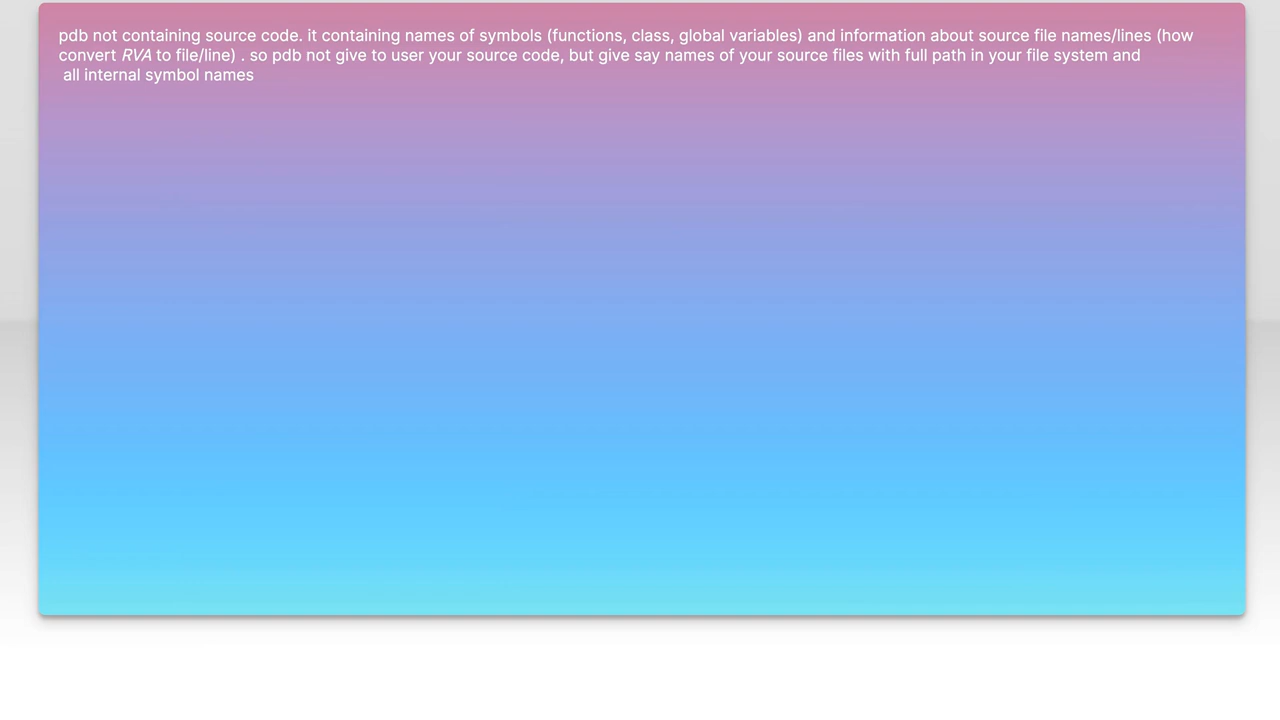 pdb not containing source code. it containing names of symbols (functions, class, global variables) and information about source file names/lines (how
convert RVA to file/line) . so pdb not give to user your source code, but give say names of your source files with full path in your file system and
all internal symbol names